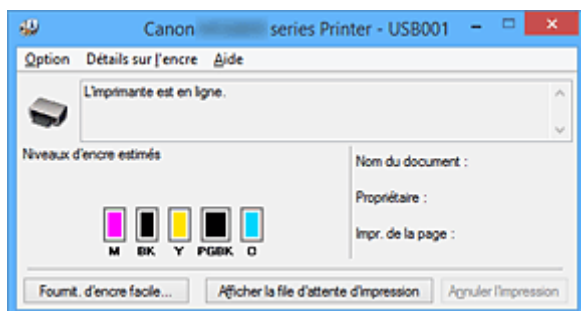 Canon series Printer - USB001
Option Détails sur l'encre Aide
L'imprimante est en ligne.
Niveaux d'encre estimés
Nom du document :
Propriétaire :
Impr. de la page :
M BK Y PGBK C
Fournit. d'encre facile... Afficher la file d'attente d'impression Annuler l'impression